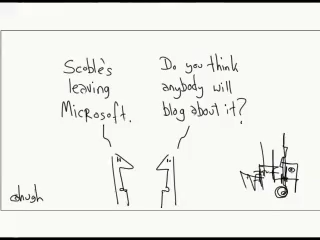 Scoble's
leaving
Microsoft.
Do you think
anybody will
blog about it?
@hugh